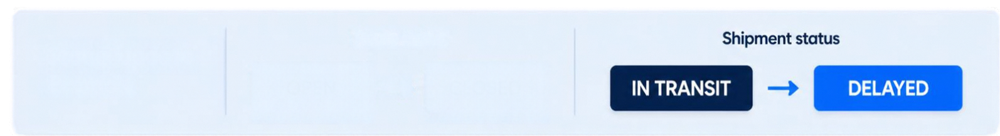 Shipment status
IN TRANSIT → DELAYED